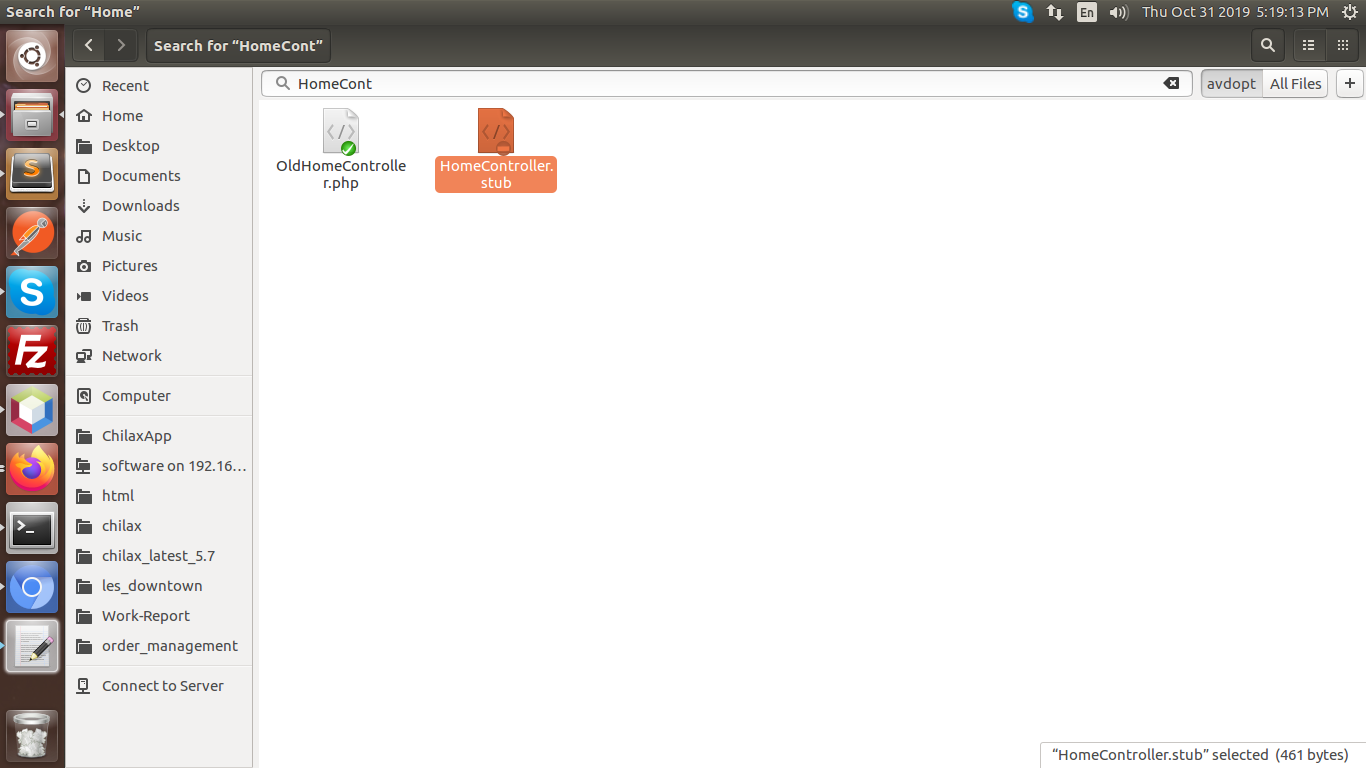 Search for “Home”
En
Thu Oct 31 2019 5:19:13 PM
Search for “HomeCont”
HomeCont
avdopt
All Files
Recent
Home
Desktop
Documents
Downloads
Music
Pictures
Videos
Trash
Network
Computer
ChilaxApp
software on 192.16…
html
chilax
chilax_latest_5.7
les_downtown
Work-Report
order_management
Connect to Server
OldHomeControlle
r.php
HomeController.
stub
S
S
Fz
>_
“HomeController.stub” selected (461 bytes)